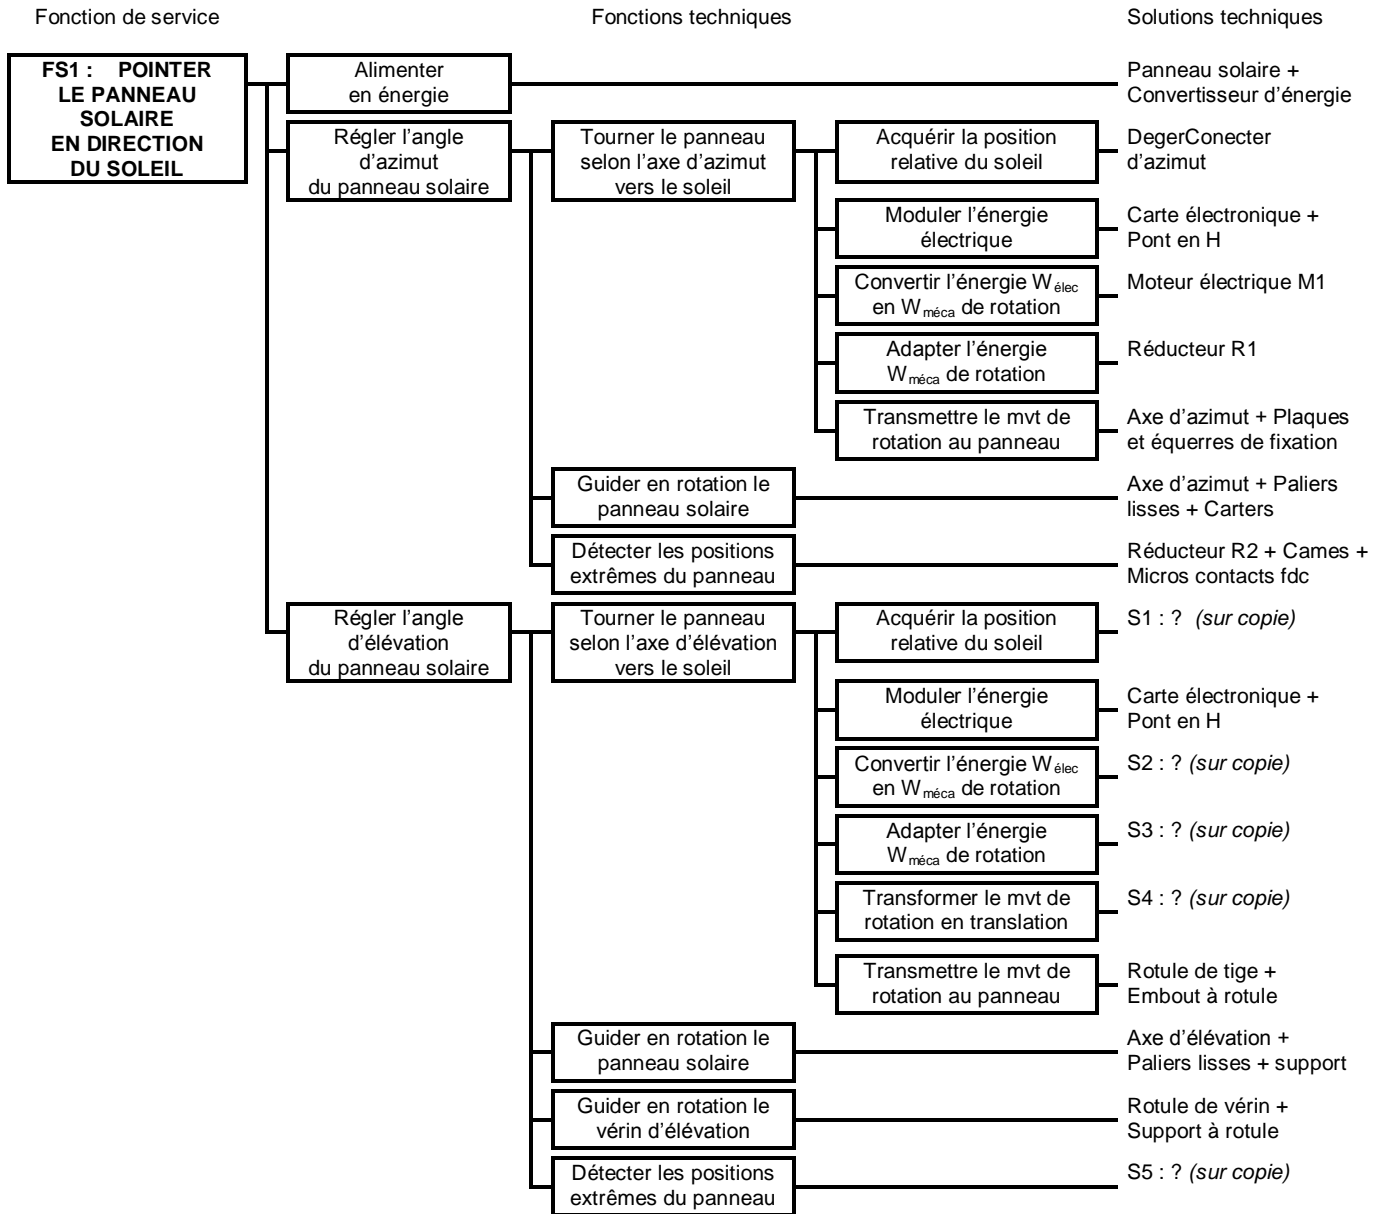 Fonction de service
Fonctions techniques
Solutions techniques
FS1 : POINTER
LE PANNEAU
SOLAIRE
EN DIRECTION
DU SOLEIL
Alimenter
en énergie
Panneau solaire +
Convertisseur d'énergie
Régler l'angle
d'azimut
du panneau solaire
Tourner le panneau
selon l'axe d'azimut
vers le soleil
Acquérir la position
relative du soleil
DegerConecter
d'azimut
Moduler l'énergie
électrique
Carte électronique +
Pont en H
Convertir l'énergie W élec
en W méca de rotation
Moteur électrique M1
Adapter l'énergie
W méca de rotation
Réducteur R1
Transmettre le mvt de
rotation au panneau
Axe d'azimut + Plaques
et équerres de fixation
Guider en rotation le
panneau solaire
Axe d'azimut + Paliers
lisses + Carters
Détecter les positions
extrêmes du panneau
Réducteur R2 + Cames +
Micros contacts fdc
Régler l'angle
d'élévation
du panneau solaire
Tourner le panneau
selon l'axe d'élévation
vers le soleil
Acquérir la position
relative du soleil
S1 : ? (sur copie)
Moduler l'énergie
électrique
Carte électronique +
Pont en H
Convertir l'énergie W élec
en W méca de rotation
S2 : ? (sur copie)
Adapter l'énergie
W méca de rotation
S3 : ? (sur copie)
Transformer le mvt de
rotation en translation
S4 : ? (sur copie)
Transmettre le mvt de
rotation au panneau
Rotule de tige +
Embout à rotule
Guider en rotation le
panneau solaire
Axe d'élévation +
Paliers lisses + support
Guider en rotation le
vérin d'élévation
Rotule de vérin +
Support à rotule
Détecter les positions
extrêmes du panneau
S5 : ? (sur copie)